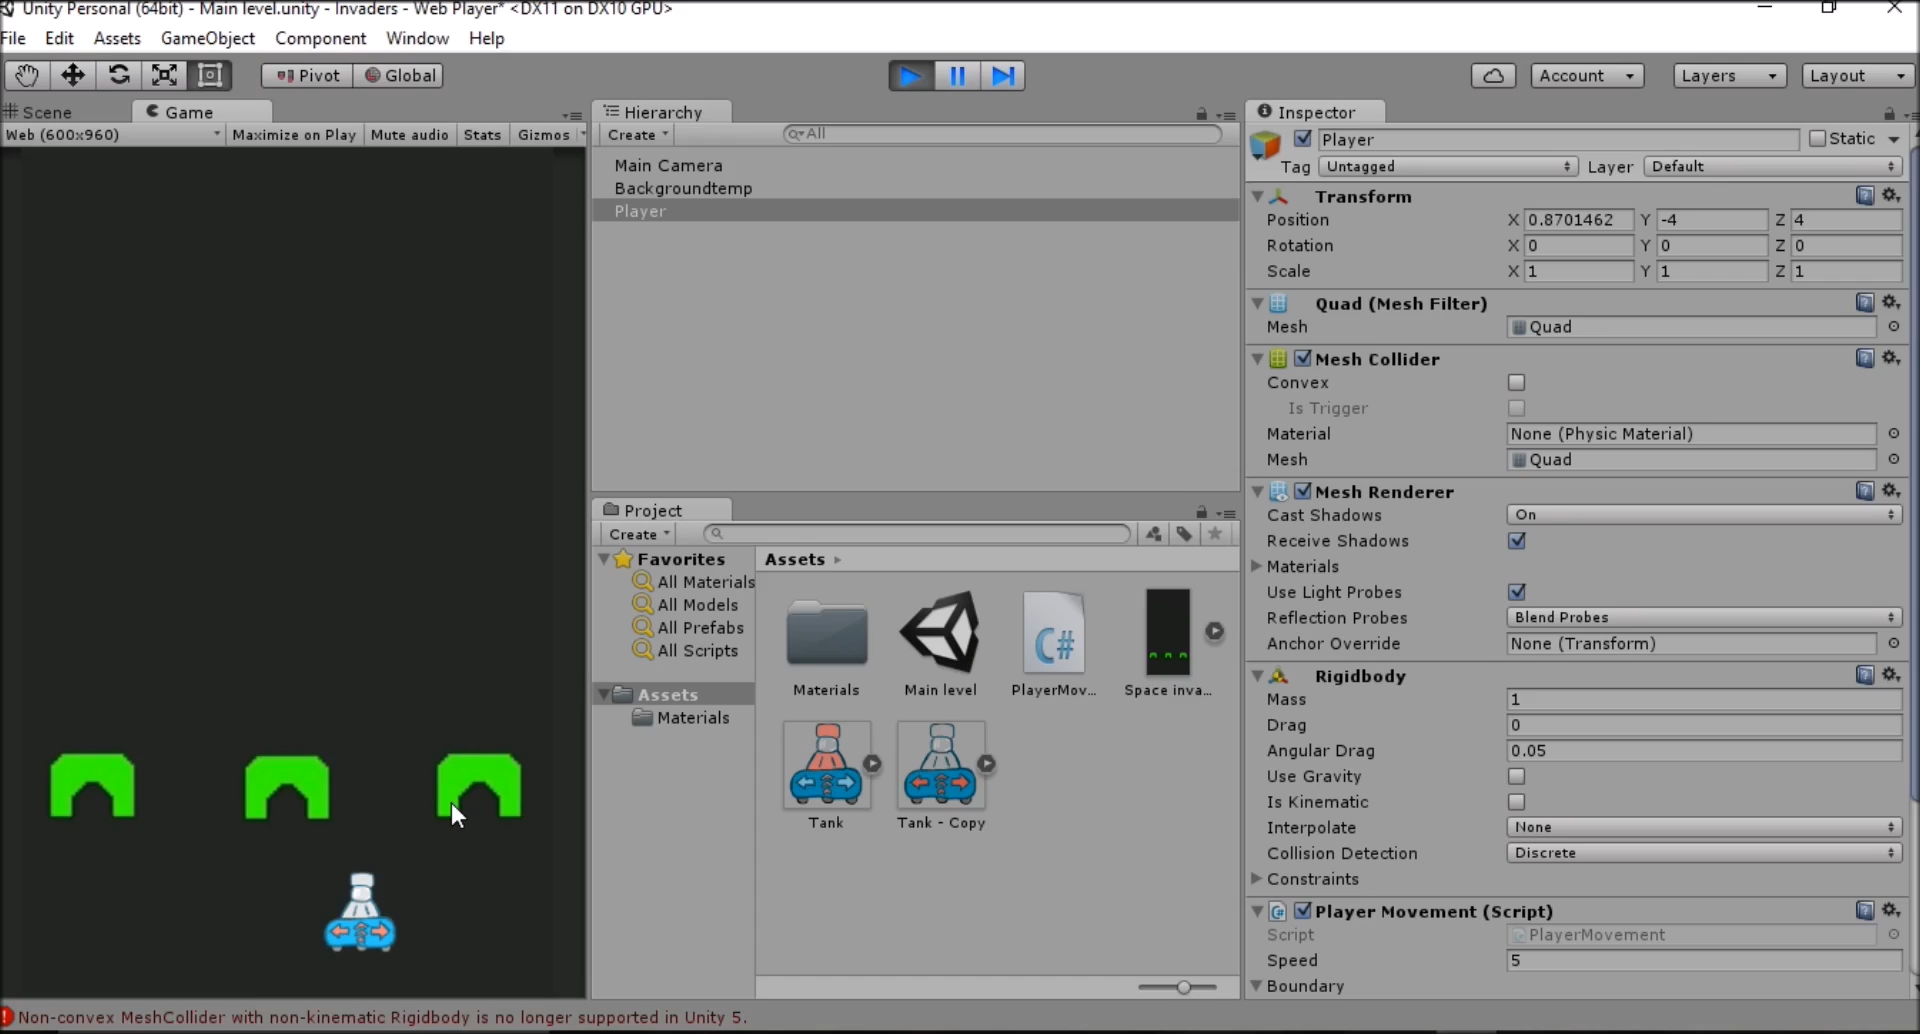 Unity Personal (64bit) - Main level.unity - Invaders - Web Player* <DX11 on DX10 GPU>
File Edit Assets GameObject Component Window Help
Pivot Global Account Layers Layout
Scene Game
Web (600x960) Maximize on Play Mute audio Stats Gizmos
Hierarchy
Create All
Main Camera
Backgroundtemp
Player
Project
Create
Favorites
All Materials
All Models
All Prefabs
All Scripts
Assets
Materials
Assets
Materials Main level PlayerMov... Space inva...
C#
Tank Tank - Copy
Inspector
Player Static
Tag Untagged Layer Default
Transform
Position X 0.8701462 Y -4 Z 4
Rotation X 0 Y 0 Z 0
Scale X 1 Y 1 Z 1
Quad (Mesh Filter)
Mesh Quad
Mesh Collider
Convex
Is Trigger
Material None (Physic Material)
Mesh Quad
Mesh Renderer
Cast Shadows On
Receive Shadows
Materials
Use Light Probes
Reflection Probes Blend Probes
Anchor Override None (Transform)
Rigidbody
Mass 1
Drag 0
Angular Drag 0.05
Use Gravity
Is Kinematic
Interpolate None
Collision Detection Discrete
Constraints
Player Movement (Script)
Script PlayerMovement
Speed 5
Boundary
Non-convex MeshCollider with non-kinematic Rigidbody is no longer supported in Unity 5.